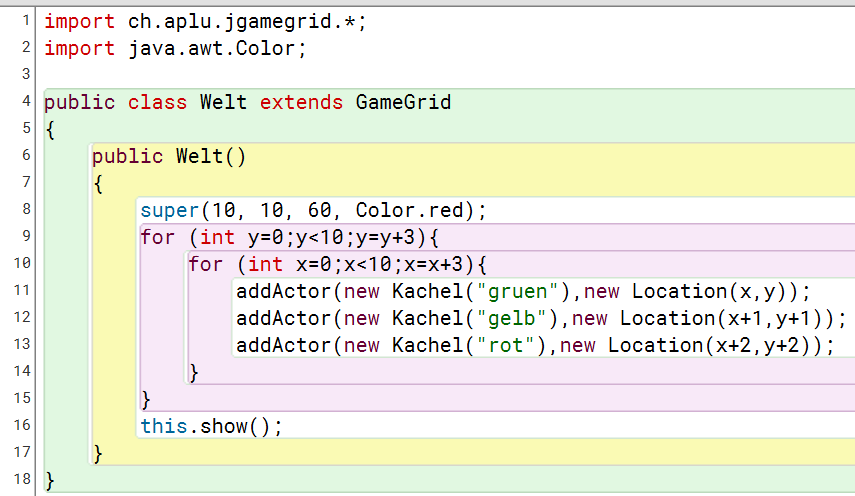 1 import ch.aplu.jgamegrid.*;
2 import java.awt.Color;
3
4 public class Welt extends GameGrid
5 {
6 public Welt()
7 {
8 super(10, 10, 60, Color.red);
9 for (int y=0;y<10;y=y+3){
10 for (int x=0;x<10;x=x+3){
11 addActor(new Kachel("gruen"),new Location(x,y));
12 addActor(new Kachel("gelb"),new Location(x+1,y+1));
13 addActor(new Kachel("rot"),new Location(x+2,y+2));
14 }
15 }
16 this.show();
17 }
18 }